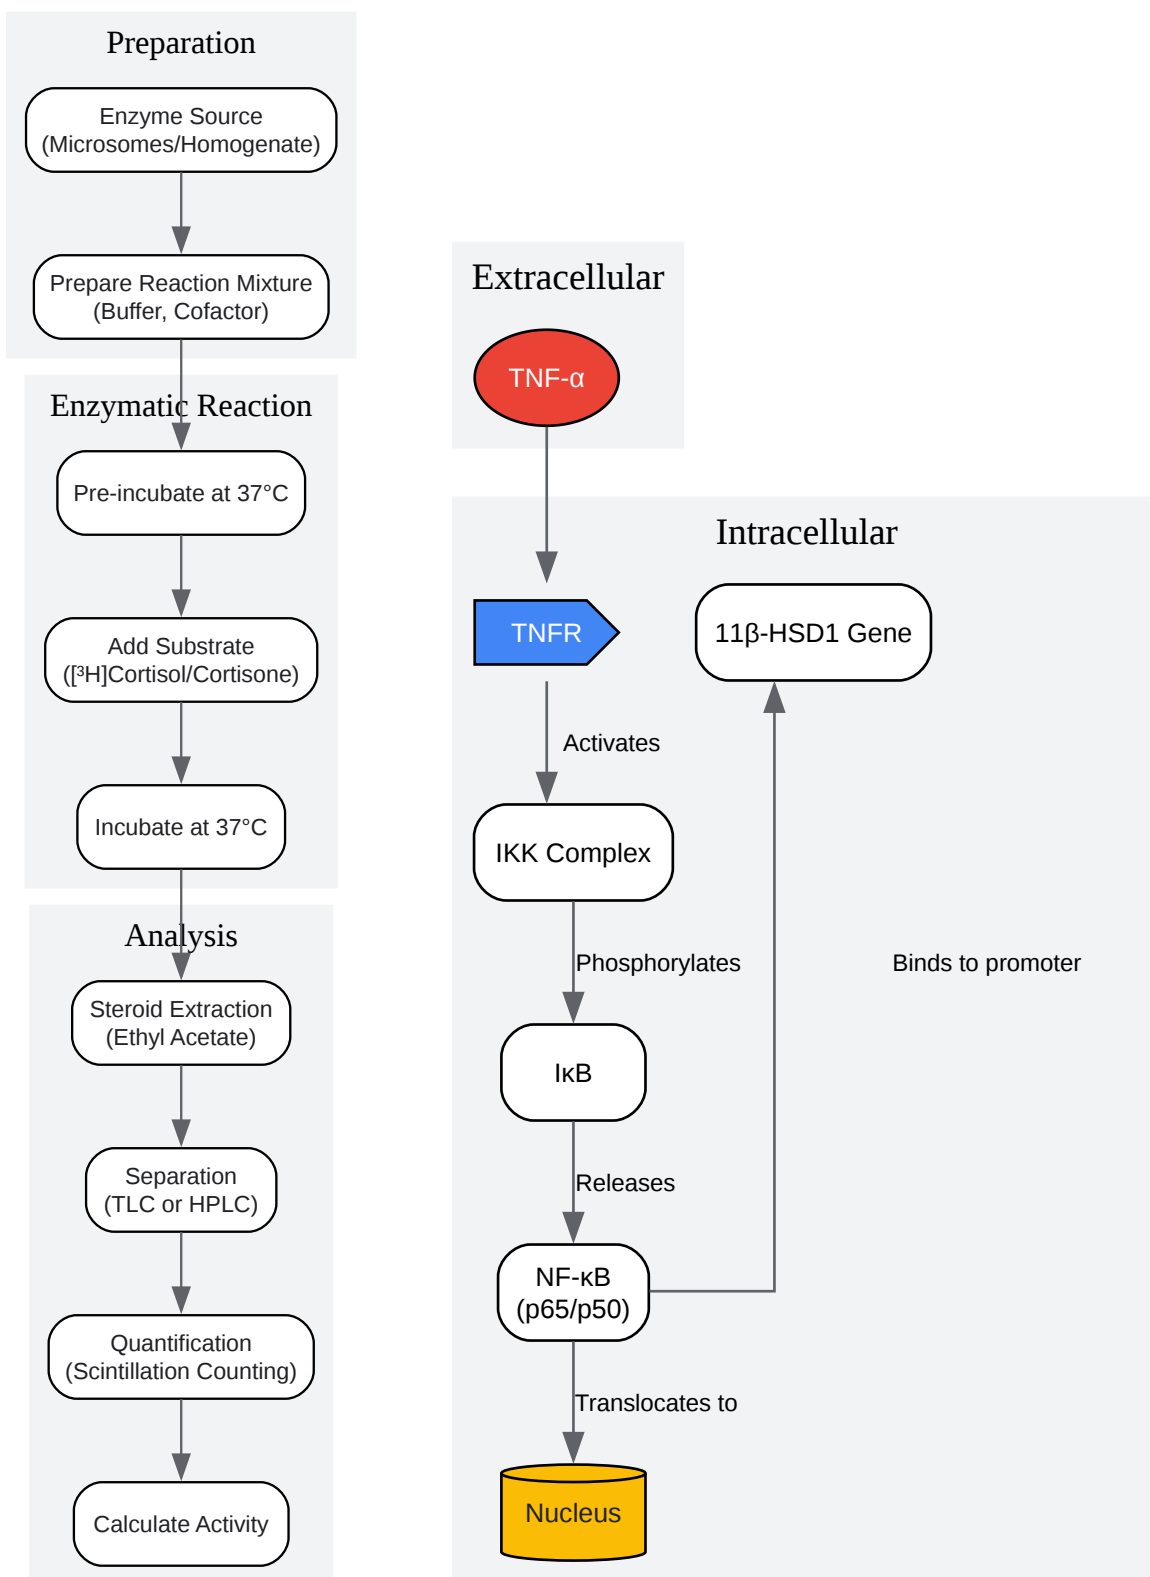 Preparation
Enzyme Source
(Microsomes/Homogenate)
Prepare Reaction Mixture
(Buffer, Cofactor)
Enzymatic Reaction
Pre-incubate at 37°C
Add Substrate
([³H]Cortisol/Cortisone)
Incubate at 37°C
Analysis
Steroid Extraction
(Ethyl Acetate)
Separation
(TLC or HPLC)
Quantification
(Scintillation Counting)
Calculate Activity
Extracellular
TNF-α
Intracellular
TNFR
11β-HSD1 Gene
Activates
IKK Complex
Phosphorylates
Binds to promoter
IκB
Releases
NF-κB
(p65/p50)
Translocates to
Nucleus